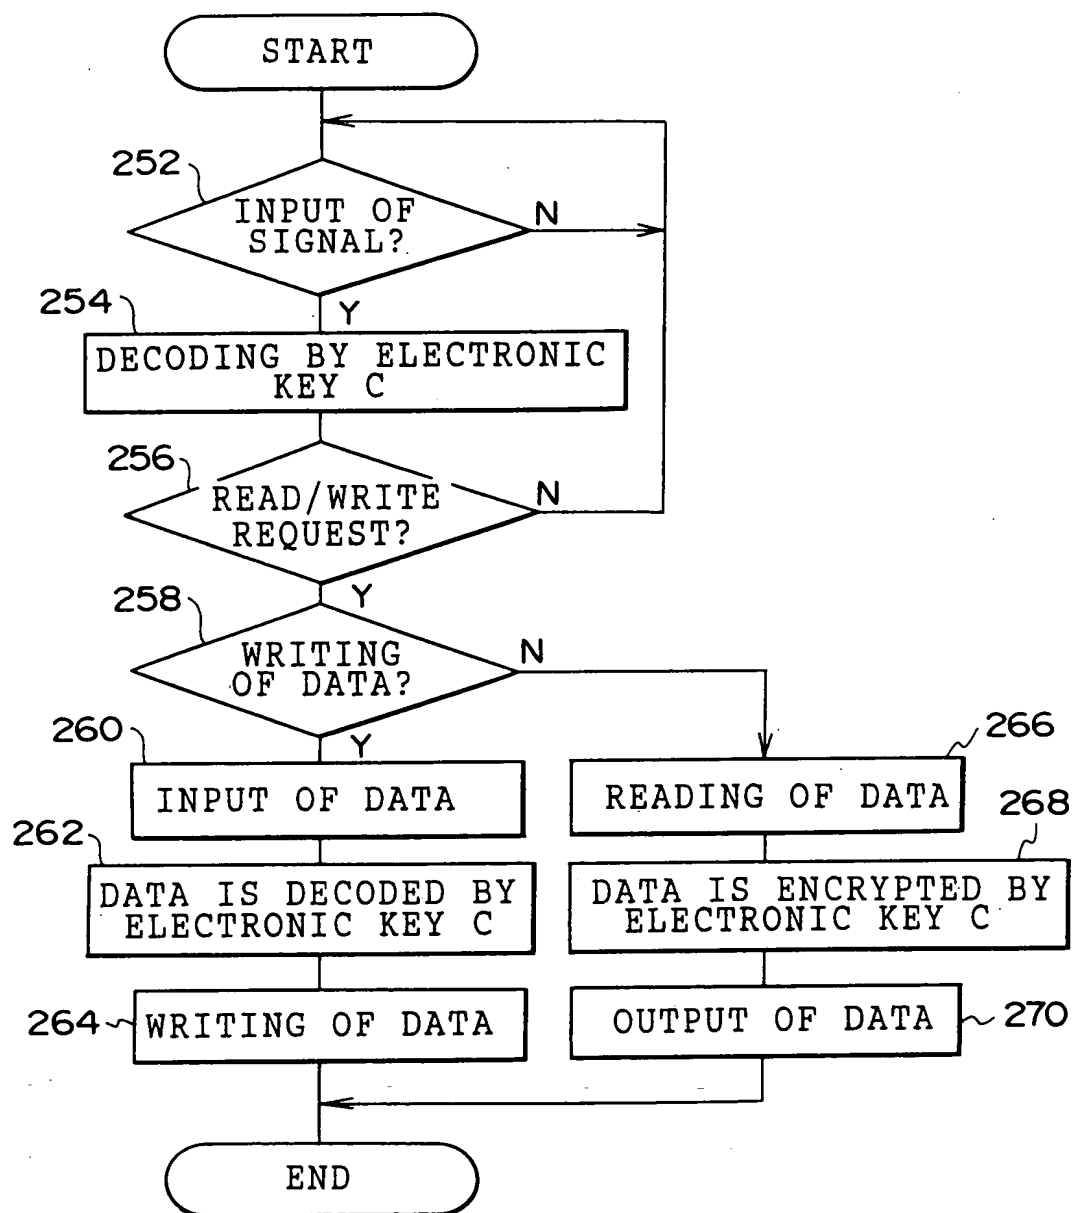 START
252
INPUT OF
SIGNAL?
N
Y
254
DECODING BY ELECTRONIC
KEY C
256
READ/WRITE
REQUEST?
N
Y
258
WRITING
OF DATA?
N
Y
260
INPUT OF DATA
266
READING OF DATA
262
DATA IS DECODED BY
ELECTRONIC KEY C
268
DATA IS ENCRYPTED BY
ELECTRONIC KEY C
264
WRITING OF DATA
OUTPUT OF DATA
270
END